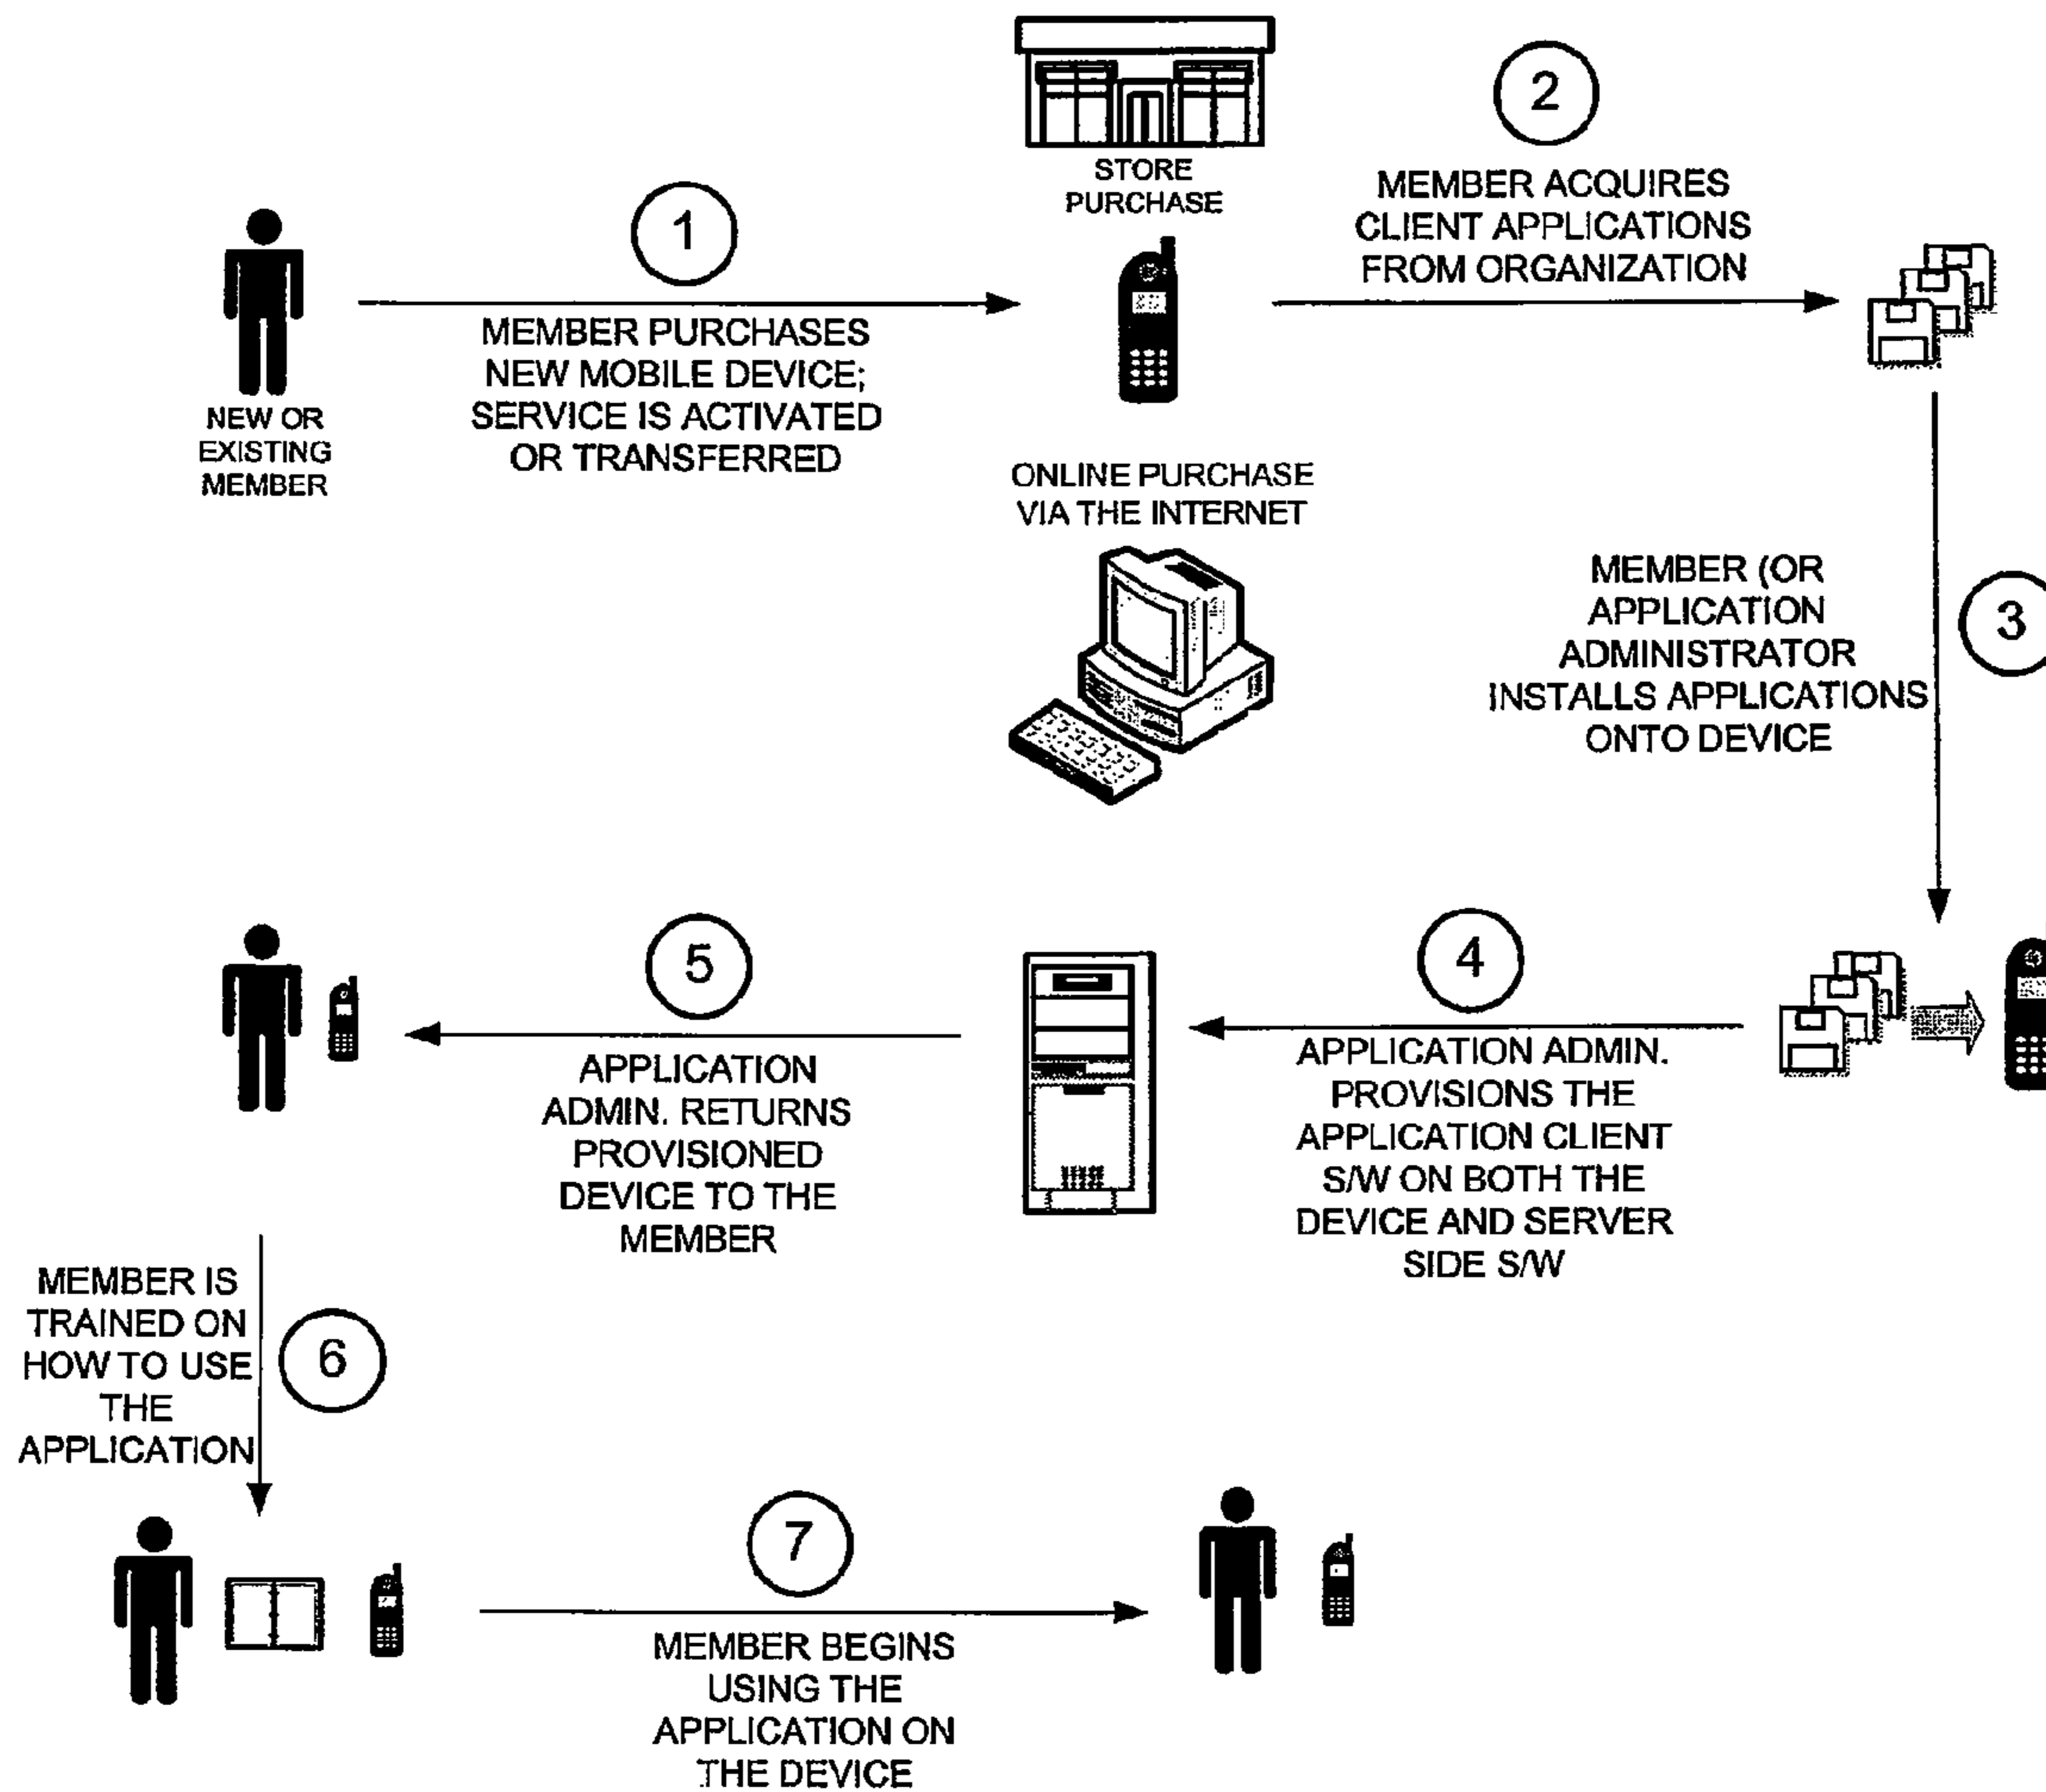 STORE
PURCHASE
1
2
MEMBER ACQUIRES
CLIENT APPLICATIONS
FROM ORGANIZATION
NEW OR
EXISTING
MEMBER
MEMBER PURCHASES
NEW MOBILE DEVICE;
SERVICE IS ACTIVATED
OR TRANSFERRED
ONLINE PURCHASE
VIA THE INTERNET
MEMBER (OR
APPLICATION
ADMINISTRATOR
INSTALLS APPLICATIONS
ONTO DEVICE
3
4
APPLICATION ADMIN.
PROVISIONS THE
APPLICATION CLIENT
S/W ON BOTH THE
DEVICE AND SERVER
SIDE S/W
5
APPLICATION
ADMIN. RETURNS
PROVISIONED
DEVICE TO THE
MEMBER
MEMBER IS
TRAINED ON
HOW TO USE
THE
APPLICATION
6
7
MEMBER BEGINS
USING THE
APPLICATION ON
THE DEVICE